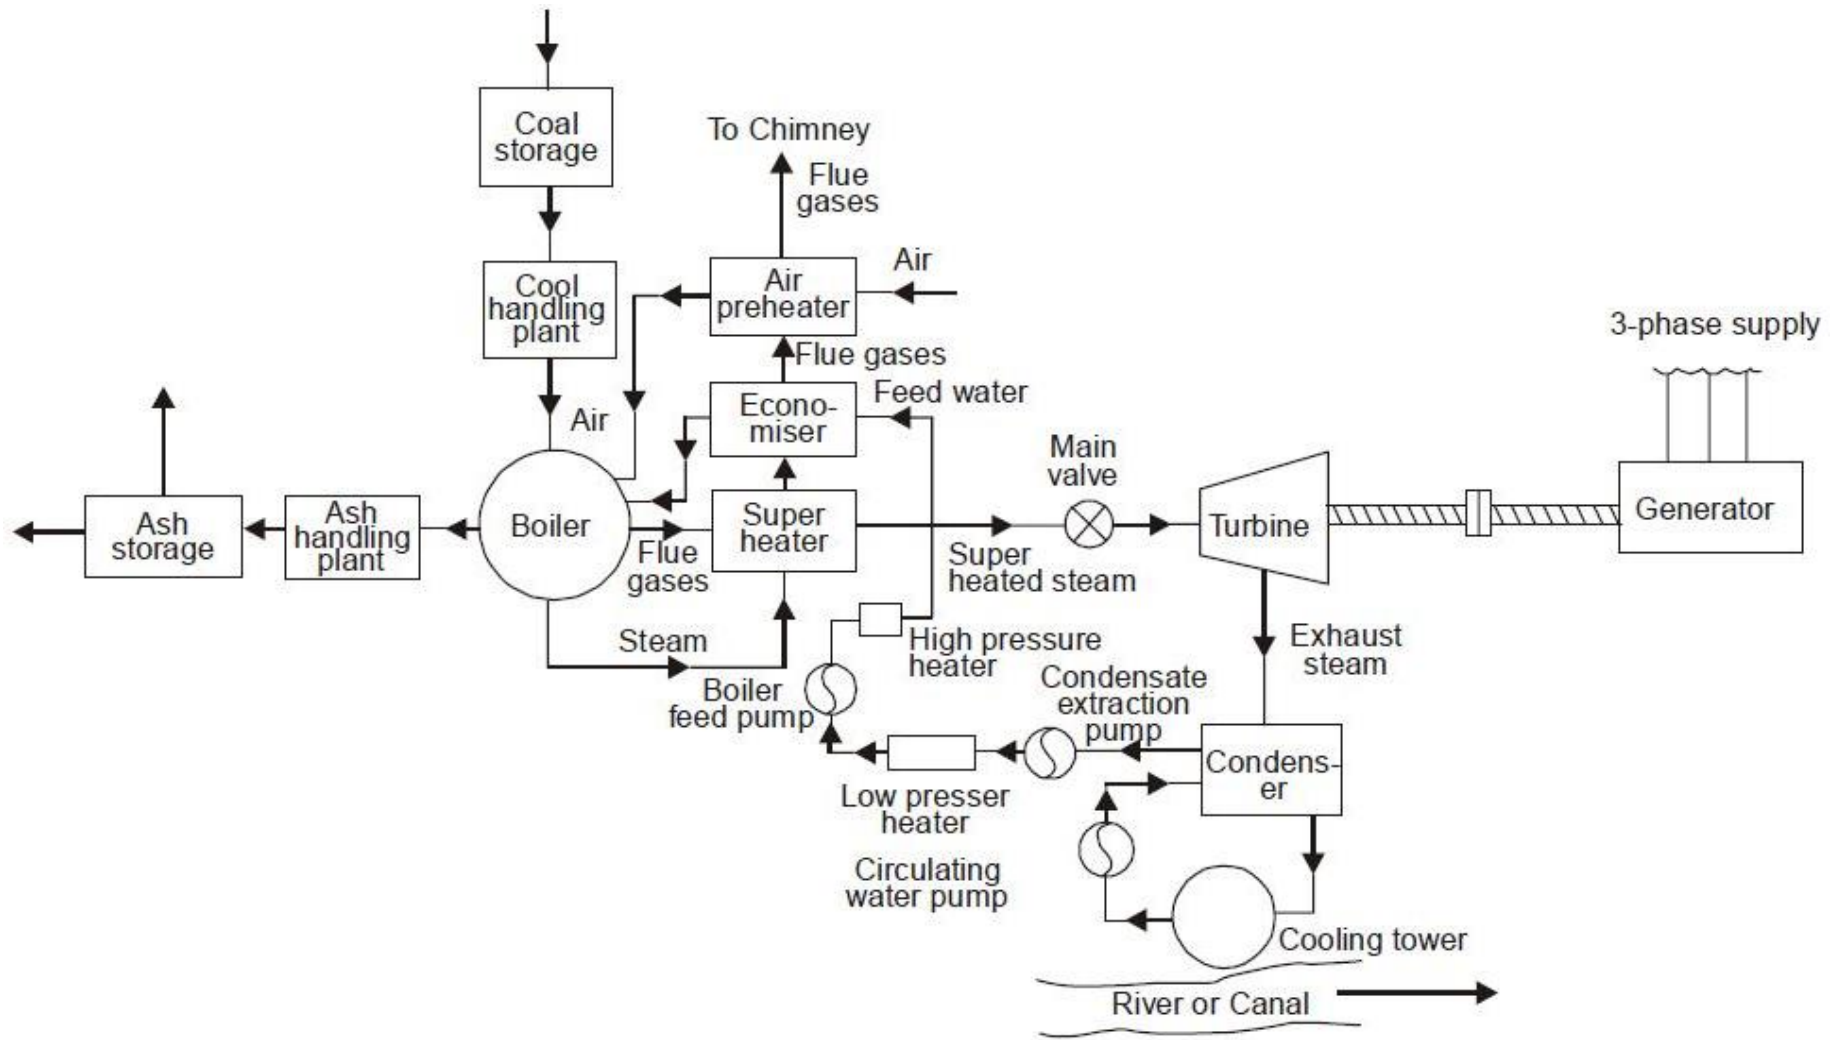 Coal
storage
To Chimney
Flue
gases
Cool
handling
plant
Air
preheater
Air
3-phase supply
Flue gases
Feed water
Air
Econo-
miser
Main
valve
Ash
storage
Ash
handling
plant
Boiler
Flue
gases
Super
heater
Super
heated steam
Turbine
Generator
Steam
High pressure
heater
Exhaust
steam
Boiler
feed pump
Condensate
extraction
pump
Condens-
er
Low presser
heater
Circulating
water pump
Cooling tower
River or Canal